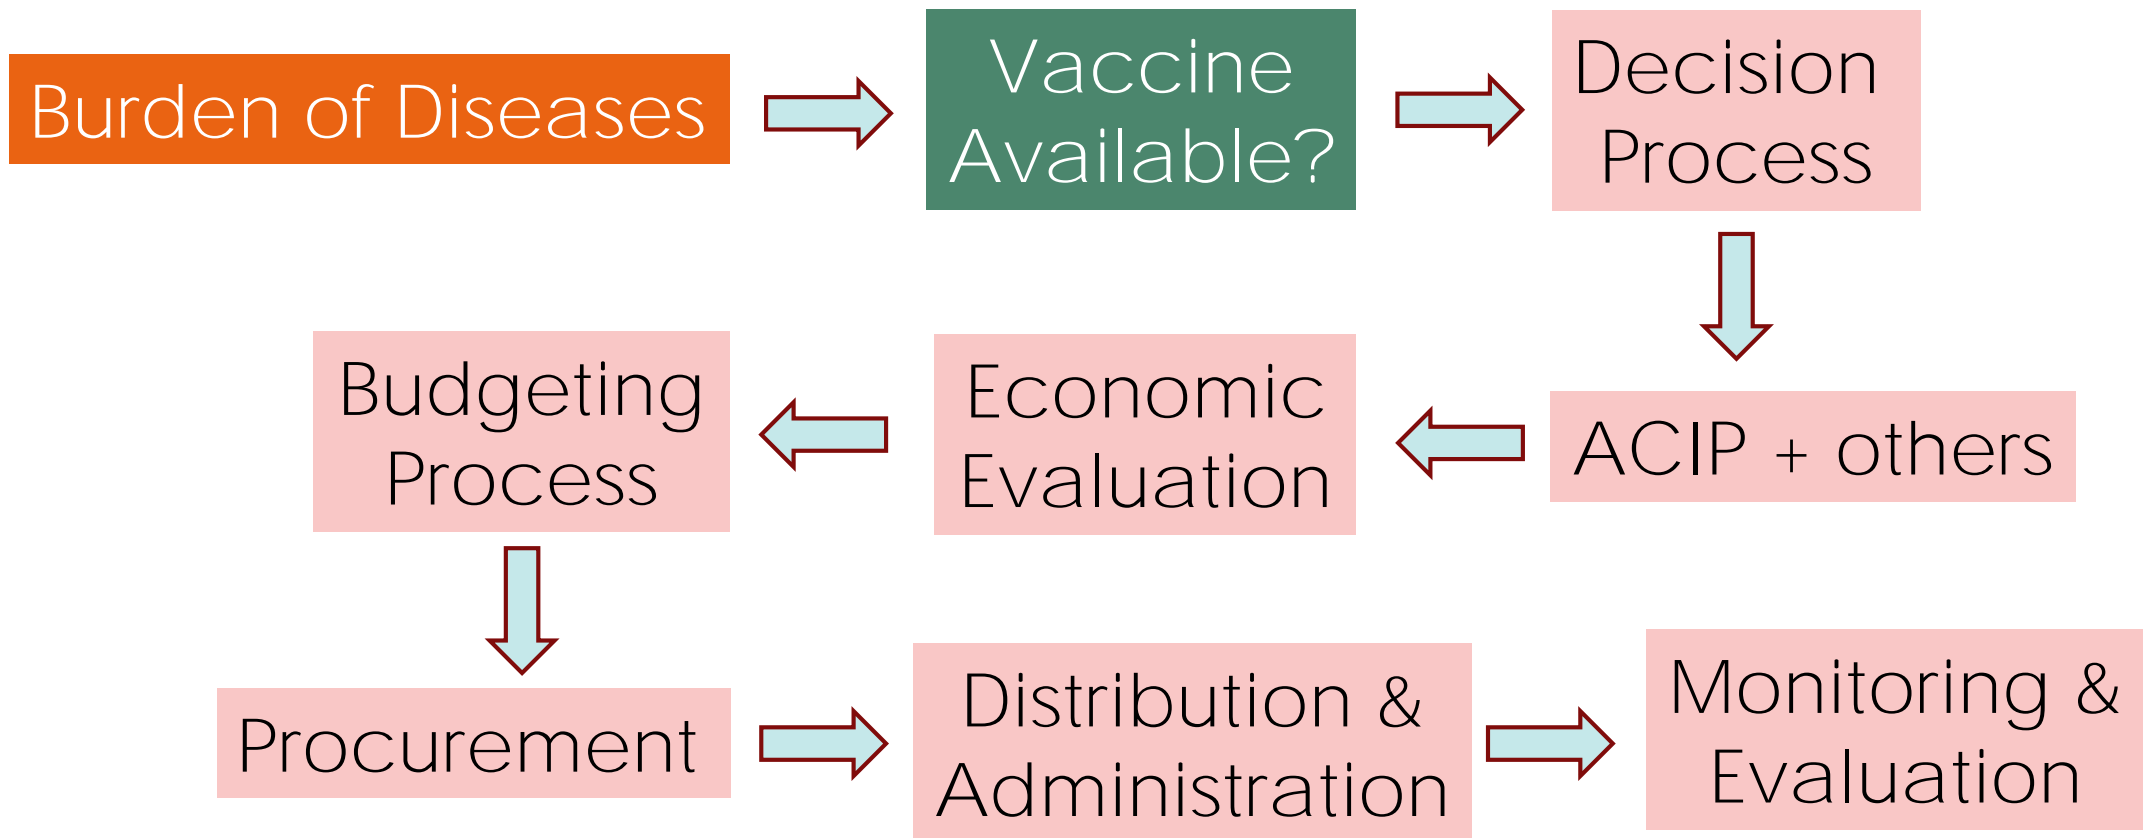 Burden of Diseases
Vaccine
Available?
Decision
Process
ACIP + others
Economic
Evaluation
Budgeting
Process
Procurement
Distribution &
Administration
Monitoring &
Evaluation